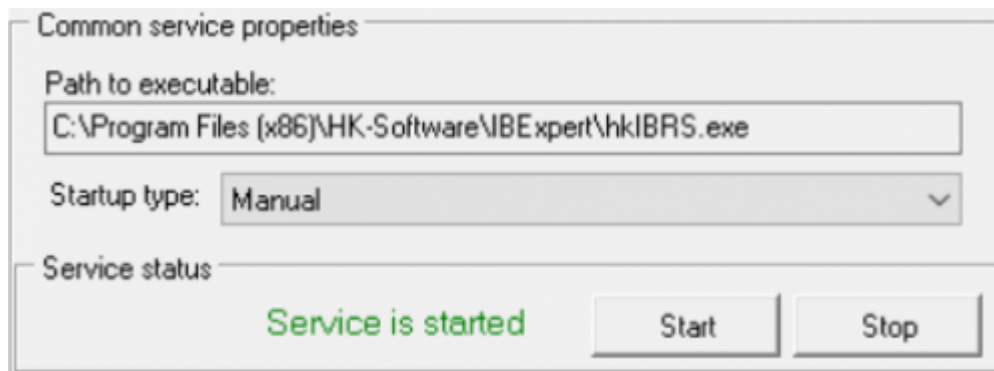 Common service properties
Path to executable:
C:\Program Files (x86)\HK-Software\IBExpert\hkIBRS.exe
Startup type: Manual
Service status
Service is started Start Stop